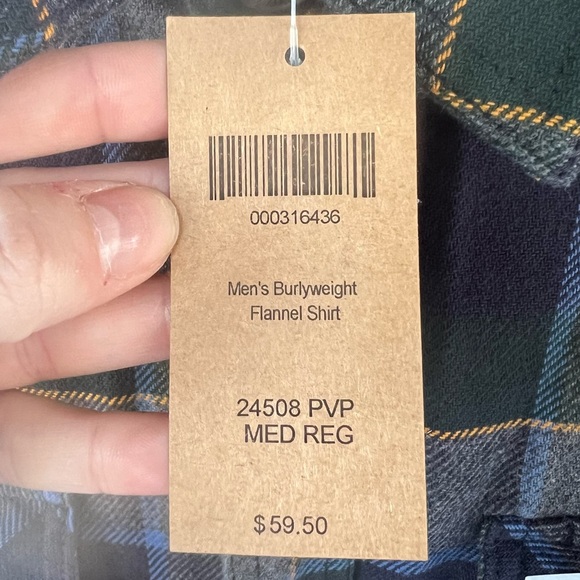 000316436
Men's Burlyweight
Flannel Shirt
24508 PVP
MED REG
$59.50